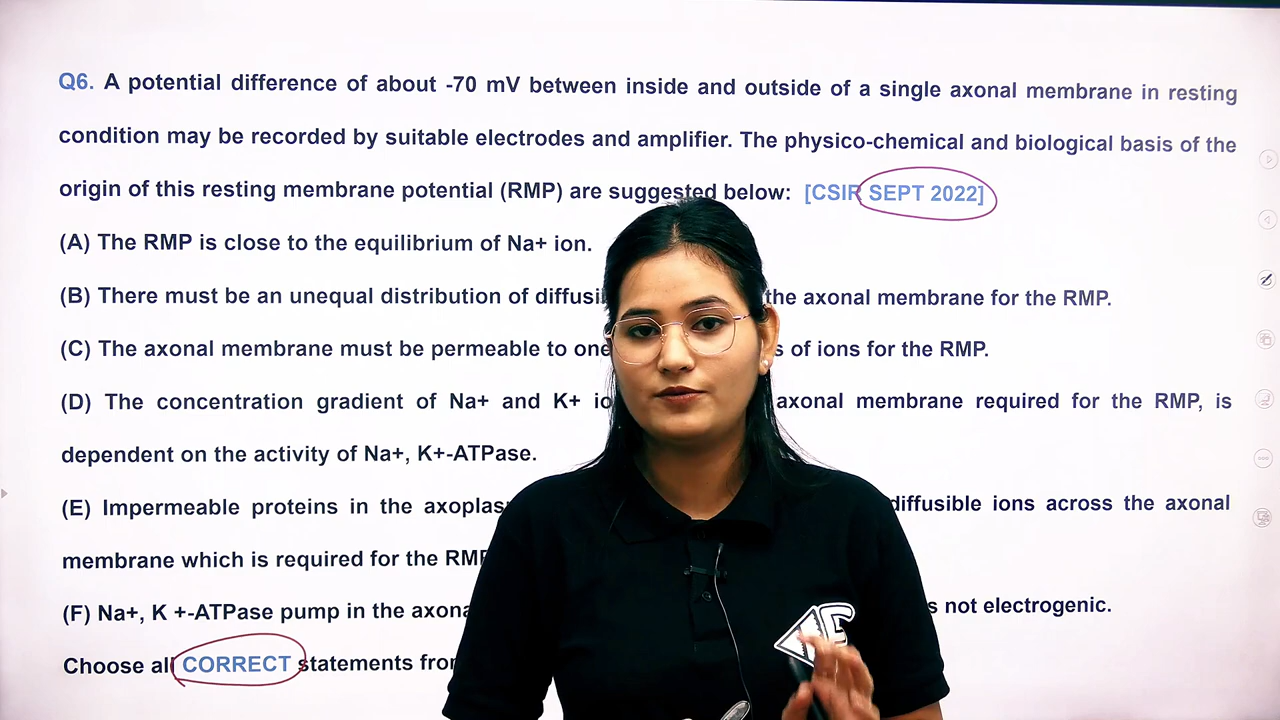 Q6. A potential difference of about -70 mV between inside and outside of a single axonal membrane in resting
condition may be recorded by suitable electrodes and amplifier. The physico-chemical and biological basis of the
origin of this resting membrane potential (RMP) are suggested below: [CSIR SEPT 2022]
(A) The RMP is close to the equilibrium of Na+ ion.
(B) There must be an unequal distribution of the axonal membrane for the RMP.
(C) The axonal membrane must be permeable to one of ions for the RMP.
(D) The concentration gradient of Na+ and K+ axonal membrane required for the RMP, is
dependent on the activity of Na+, K+-ATPase.
(E) Impermeable proteins in the diffusible ions across the axonal
membrane which is required for the
(F) Na+, K +-ATPase pump in the not electrogenic.
Choose all CORRECT statements